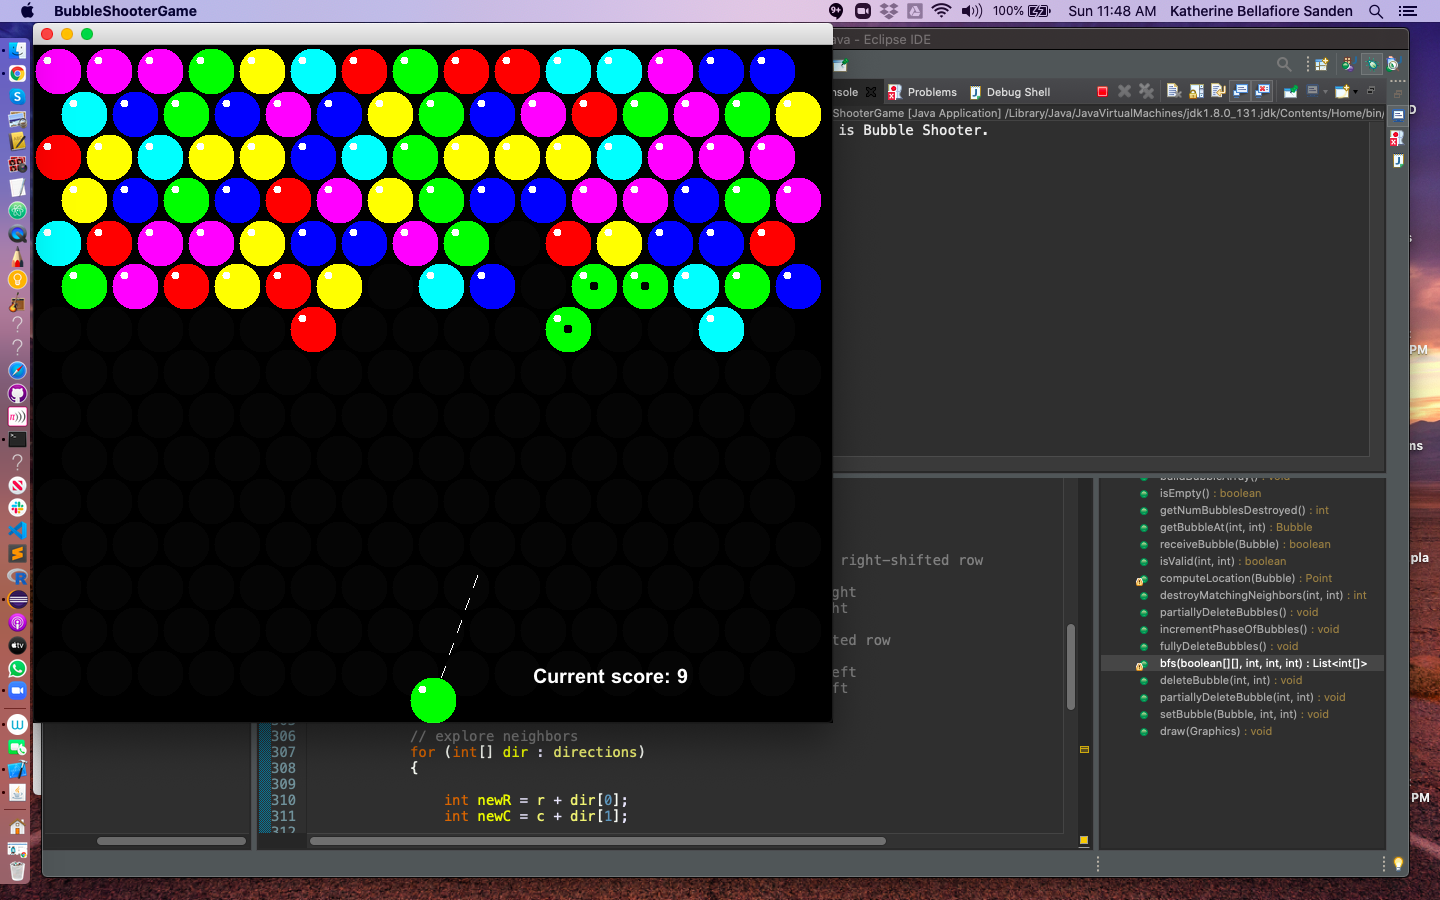 BubbleShooterGame
9+
100%
Sun 11:48 AM
Katherine Bellafiore Sanden
ava - Eclipse IDE
nsole
Problems
Debug Shell
ShooterGame [Java Application] /Library/Java/JavaVirtualMachines/jdk1.8.0_131.jdk/Contents/Home/bin/
is Bubble Shooter.
D
s
PM
ms
pla
PM
Current score: 9
isEmpty() : boolean
getNumBubblesDestroyed() : int
getBubbleAt(int, int) : Bubble
receiveBubble(Bubble) : boolean
isValid(int, int) : boolean
computeLocation(Bubble) : Point
destroyMatchingNeighbors(int, int) : int
partiallyDeleteBubbles() : void
incrementPhaseOfBubbles() : void
fullyDeleteBubbles() : void
bfs(boolean[][], int, int, int) : List<int[]>
deleteBubble(int, int) : void
partiallyDeleteBubble(int, int) : void
setBubble(Bubble, int, int) : void
draw(Graphics) : void
right-shifted row
ght
ht
ted row
eft
ft
306 // explore neighbors
307 for (int[] dir : directions)
308 {
309
310 int newR = r + dir[0];
311 int newC = c + dir[1];
312